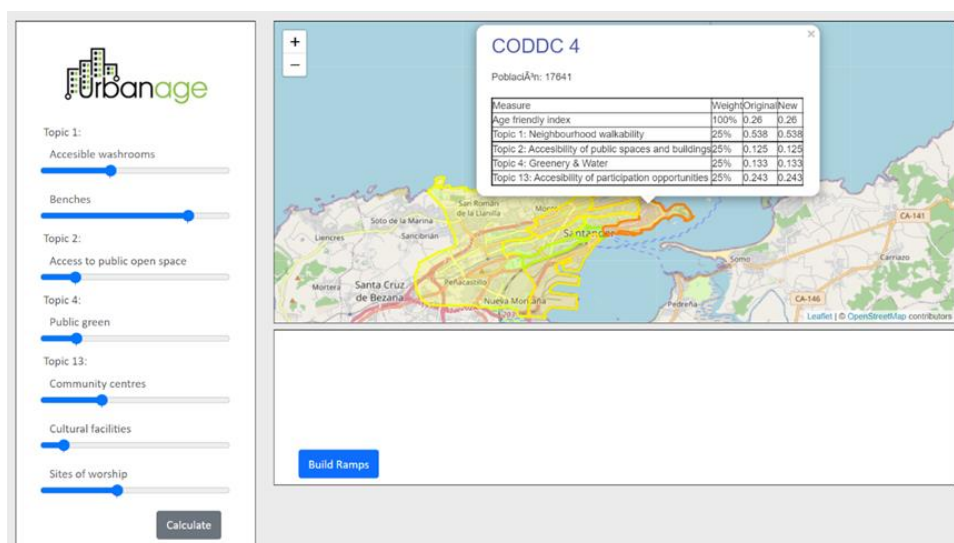 urbanage
Topic 1:
Accesible washrooms
Benches
Topic 2:
Access to public open space
Topic 4:
Public green
Topic 13:
Community centres
Cultural facilities
Sites of worship
Calculate
+
−
CODDC 4
×
PoblaciÃ³n: 17641
Measure Weight Original New
Age friendly index 100% 0.26 0.26
Topic 1: Neighbourhood walkability 25% 0.538 0.538
Topic 2: Accesibility of public spaces and buildings 25% 0.125 0.125
Topic 4: Greenery & Water 25% 0.133 0.133
Topic 13: Accesibility of participation opportunities 25% 0.243 0.243
San Román
de la Llanilla
Soto de la Marina
Liencres
Sancibrián
Santander
CA-141
Mortera
Santa Cruz
de Bezana
Peñacastillo
Nueva Montaña
Somo
Carriazo
Pedreña
CA-146
Leaflet | © OpenStreetMap contributors
Build Ramps